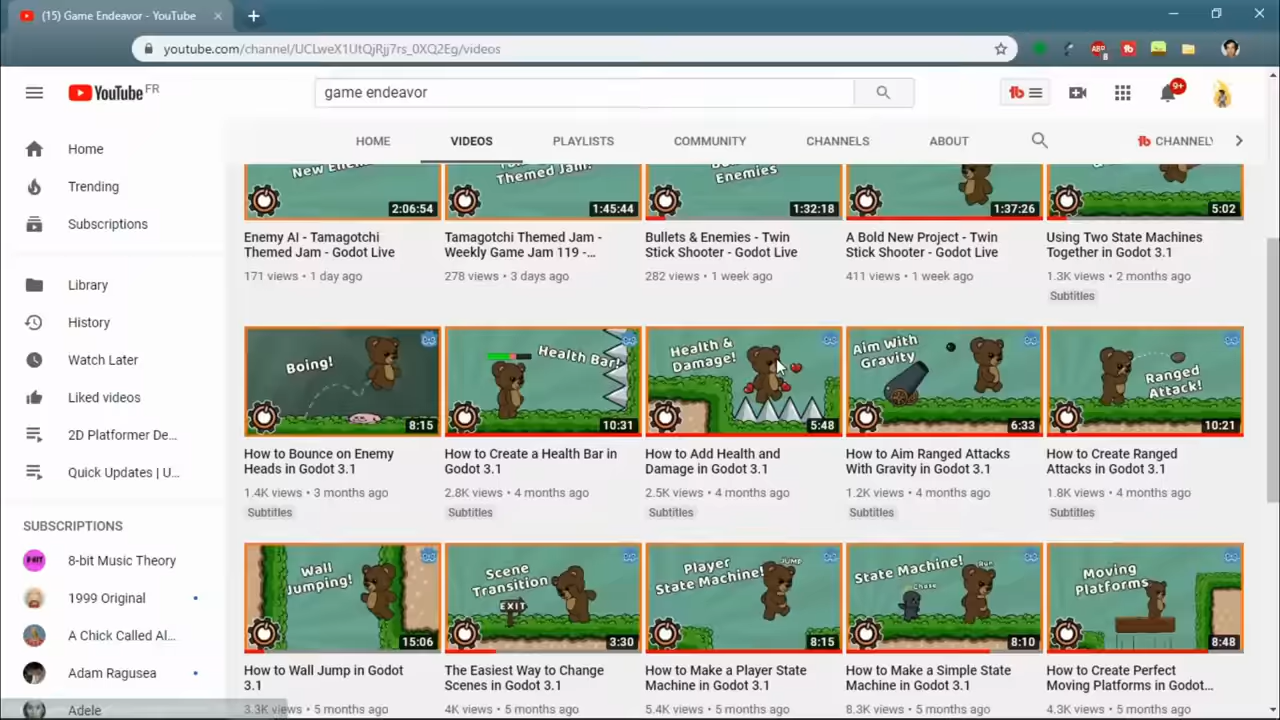 (15) Game Endeavor - YouTube
youtube.com/channel/UCLweX1UtQjRjj7rs_0XQ2Eg/videos
ABP
8
YouTube FR
game endeavor
9+
Home
Trending
Subscriptions
Library
History
Watch Later
Liked videos
2D Platformer De...
Quick Updates | U...
SUBSCRIPTIONS
8-bit Music Theory
1999 Original
A Chick Called Al...
Adam Ragusea
Adele
HOME VIDEOS PLAYLISTS COMMUNITY CHANNELS ABOUT
Themed Jam!
Enemies
2:06:54
1:45:44
1:32:18
1:37:26
5:02
Enemy AI - Tamagotchi
Themed Jam - Godot Live
171 views • 1 day ago
Tamagotchi Themed Jam -
Weekly Game Jam 119 -...
278 views • 3 days ago
Bullets & Enemies - Twin
Stick Shooter - Godot Live
282 views • 1 week ago
A Bold New Project - Twin
Stick Shooter - Godot Live
411 views • 1 week ago
Using Two State Machines
Together in Godot 3.1
1.3K views • 2 months ago
Subtitles
Boing!
8:15
How to Bounce on Enemy
Heads in Godot 3.1
1.4K views • 3 months ago
Subtitles
Health Bar!
10:31
How to Create a Health Bar in
Godot 3.1
2.8K views • 4 months ago
Subtitles
Health &
Damage!
5:48
How to Add Health and
Damage in Godot 3.1
2.5K views • 4 months ago
Subtitles
Aim With
Gravity
6:33
How to Aim Ranged Attacks
With Gravity in Godot 3.1
1.2K views • 4 months ago
Subtitles
Ranged
Attack!
10:21
How to Create Ranged
Attacks in Godot 3.1
1.8K views • 4 months ago
Subtitles
Wall
Jumping!
15:06
How to Wall Jump in Godot
3.1
3.3K views • 5 months ago
Scene
Transition
EXIT
3:30
The Easiest Way to Change
Scenes in Godot 3.1
4K views • 5 months ago
Player
State Machine!
JUMP
8:15
How to Make a Player State
Machine in Godot 3.1
5.4K views • 5 months ago
State Machine!
Run
Chase
8:10
How to Make a Simple State
Machine in Godot 3.1
8.3K views • 5 months ago
Moving
Platforms
8:48
How to Create Perfect
Moving Platforms in Godot...
4.3K views • 5 months ago